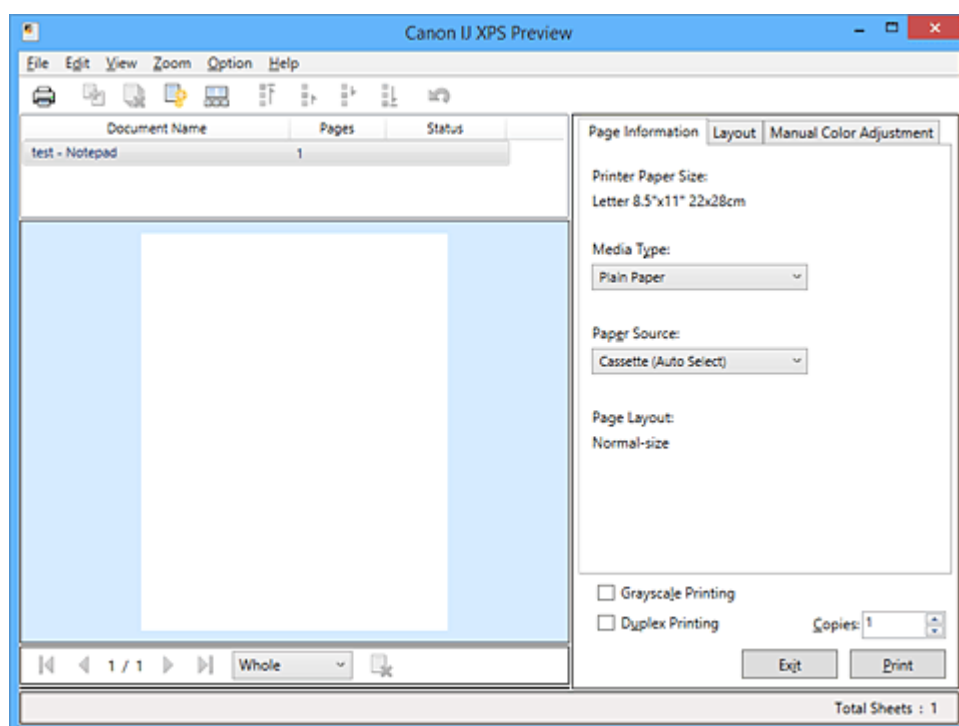 Canon IJ XPS Preview
File Edit View Zoom Option Help
Document Name Pages Status
test - Notepad 1
Page Information Layout Manual Color Adjustment
Printer Paper Size:
Letter 8.5"x11" 22x28cm
Media Type:
Plain Paper
Paper Source:
Cassette (Auto Select)
Page Layout:
Normal-size
Grayscale Printing
Duplex Printing Copies: 1
1 / 1 Whole Exit Print
Total Sheets : 1